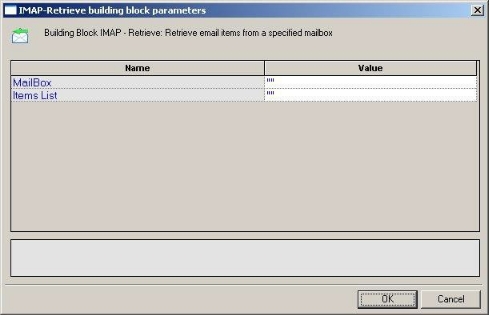 IMAP-Retrieve building block parameters
Building Block IMAP - Retrieve: Retrieve email items from a specified mailbox
Name Value
MailBox ""
Items List ""
OK Cancel